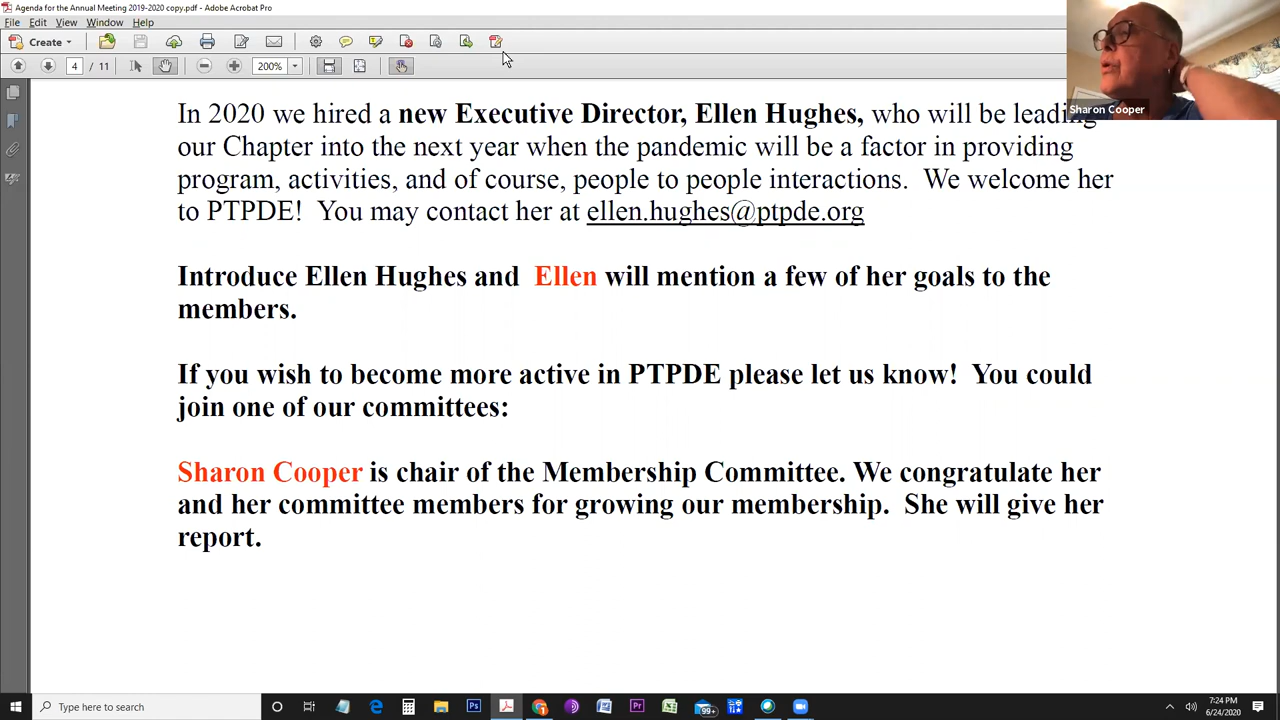 Agenda for the Annual Meeting 2019-2020 copy.pdf - Adobe Acrobat Pro
File Edit View Window Help
Create
4 / 11 200%
Sharon Cooper
In 2020 we hired a new Executive Director, Ellen Hughes, who will be leading
our Chapter into the next year when the pandemic will be a factor in providing
program, activities, and of course, people to people interactions. We welcome her
to PTPDE! You may contact her at ellen.hughes@ptpde.org
Introduce Ellen Hughes and Ellen will mention a few of her goals to the
members.
If you wish to become more active in PTPDE please let us know! You could
join one of our committees:
Sharon Cooper is chair of the Membership Committee. We congratulate her
and her committee members for growing our membership. She will give her
report.
Type here to search
99+
7:24 PM
6/24/2020